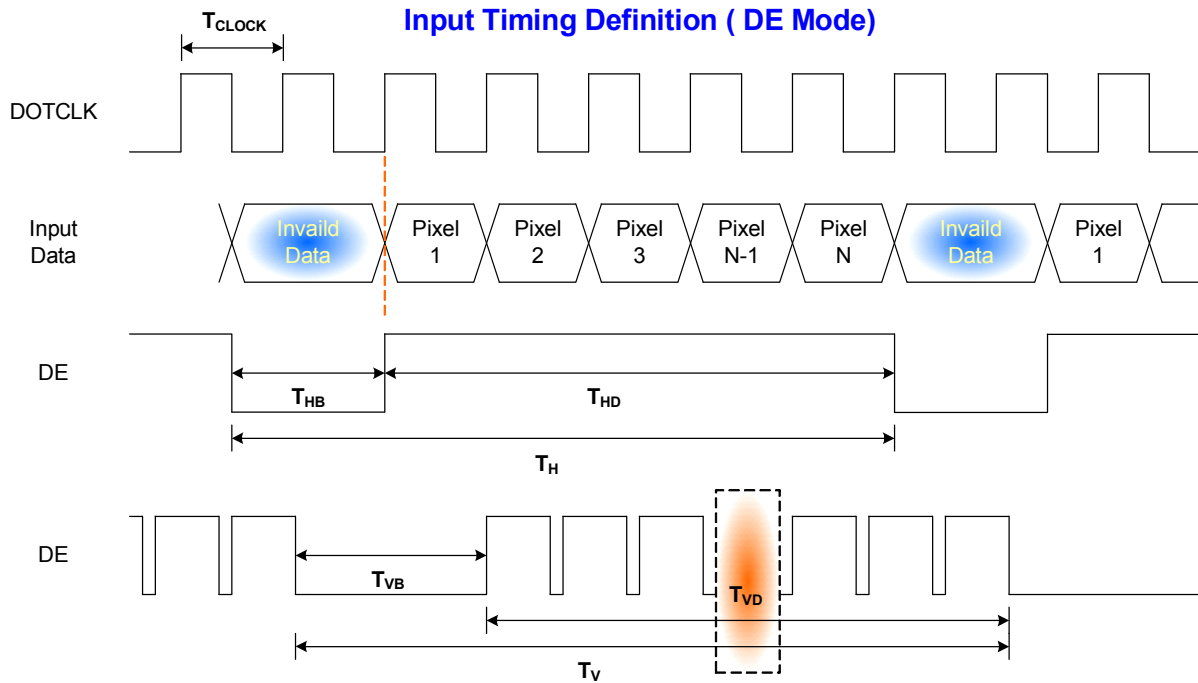 Input Timing Definition ( DE Mode)
TCLOCK
DOTCLK
Input
Data
Invaild
Data
Pixel
1
Pixel
2
Pixel
3
Pixel
N-1
Pixel
N
Invaild
Data
Pixel
1
DE
THB
THD
TH
DE
TVB
TVD
TV